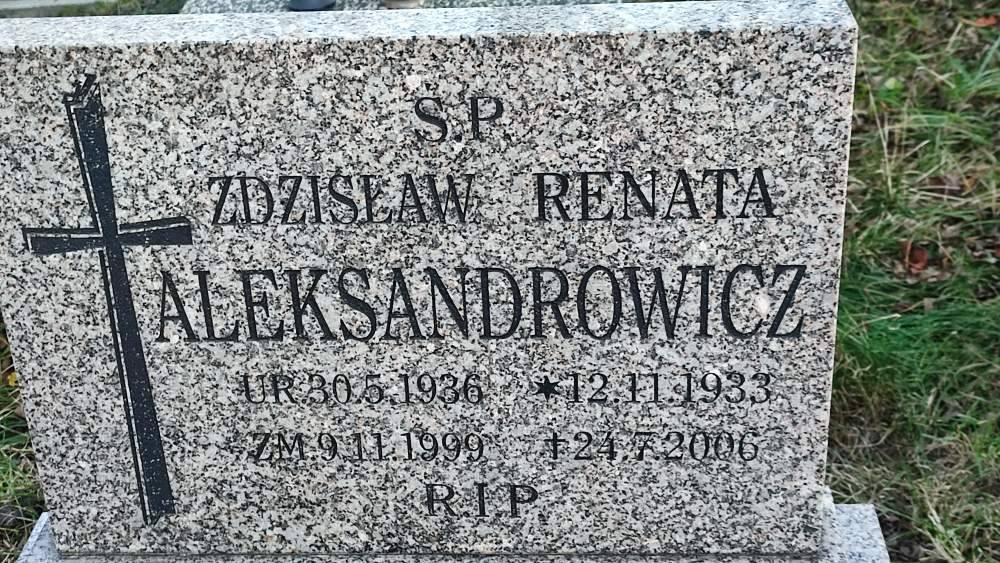 Ś.P
ZDZISŁAW RENATA
ALEKSANDROWICZ
UR 30.5.1936 ★12.11.1933
ZM 9.11.1999 ✝24.7.2006
R I P